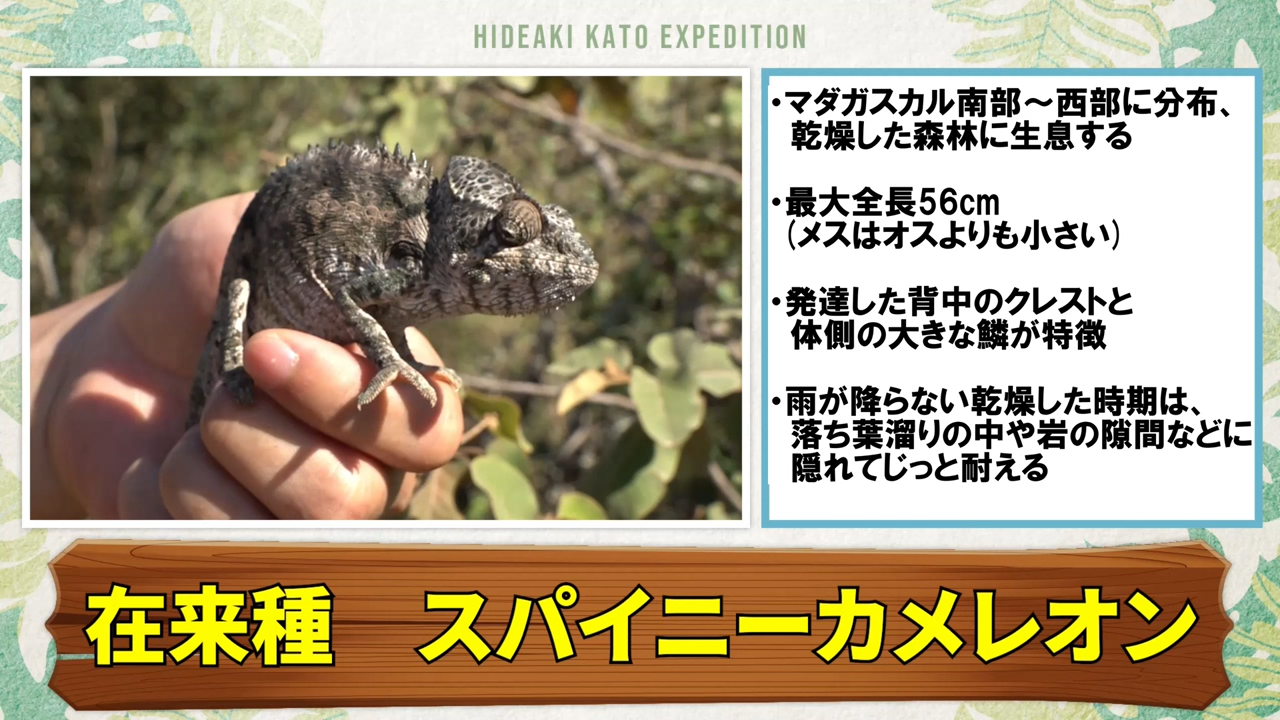 HIDEAKI KATO EXPEDITION
・マダガスカル南部～西部に分布、
乾燥した森林に生息する
・最大全長56cm
(メスはオスよりも小さい)
・発達した背中のクレストと
体側の大きな鱗が特徴
・雨が降らない乾燥した時期は、
落ち葉溜りの中や岩の隙間などに
隠れてじっと耐える
在来種　スパイニーカメレオン